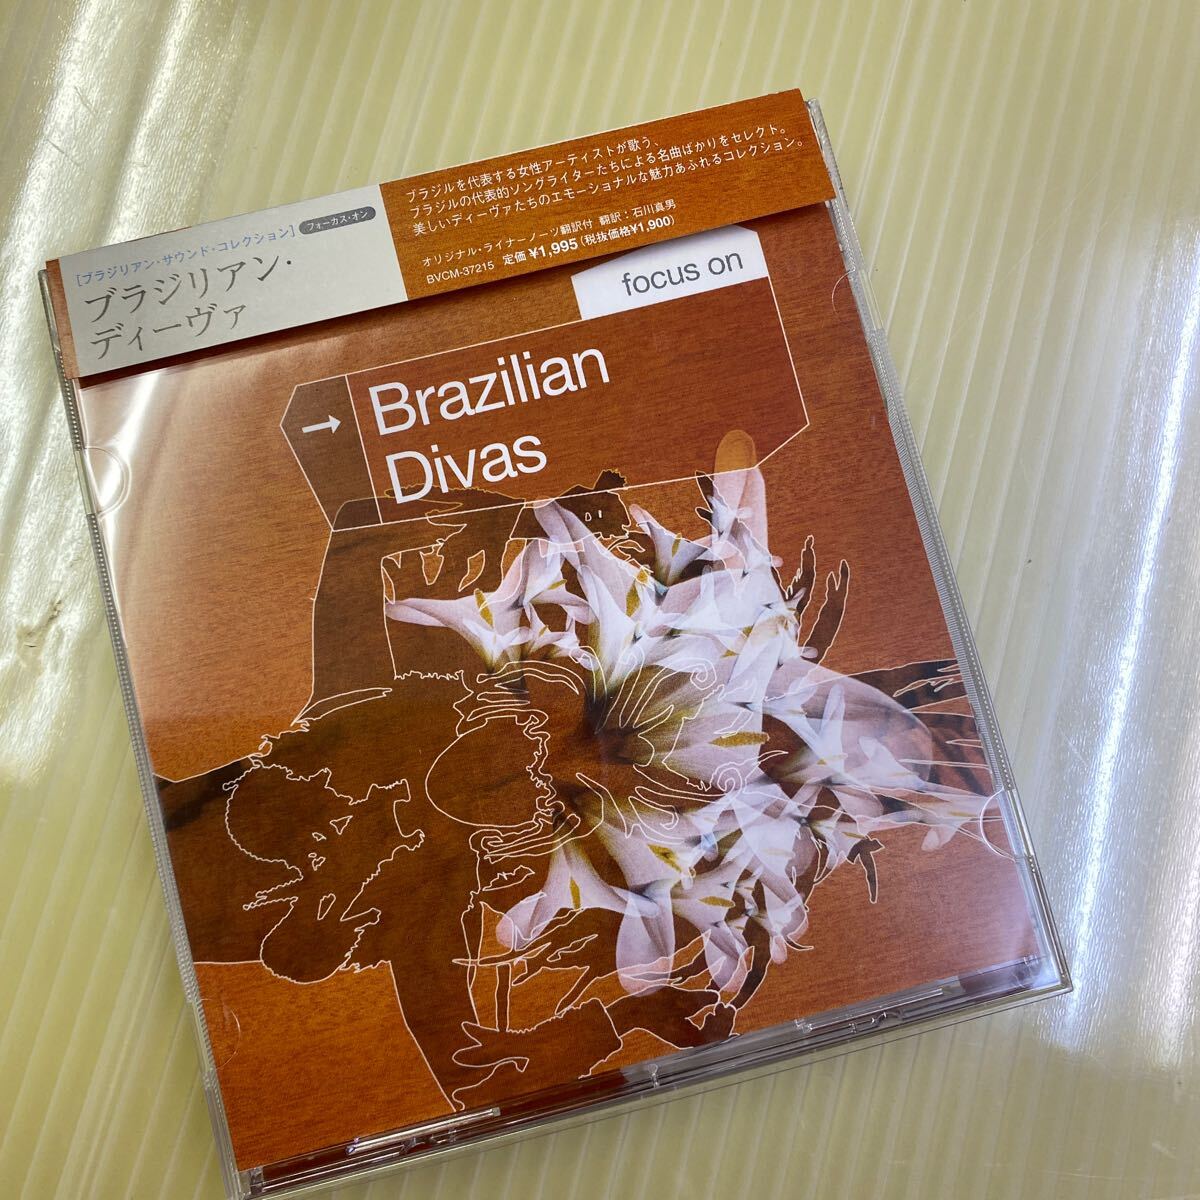 ブラジルを代表する女性アーティストが歌う、
ブラジルの代表的ソングライターたちによる名曲ばかりをセレクト。
美しいディーヴァたちのエモーショナルな魅力あふれるコレクション。
オリジナル・ライナーノーツ翻訳付 翻訳：石川真男
BVCM-37215 定価¥1,995(税抜価格¥1,900)
[ブラジリアン・サウンド・コレクション] フォーカス・オン
ブラジリアン・
ディーヴァ
focus on
→ Brazilian
Divas